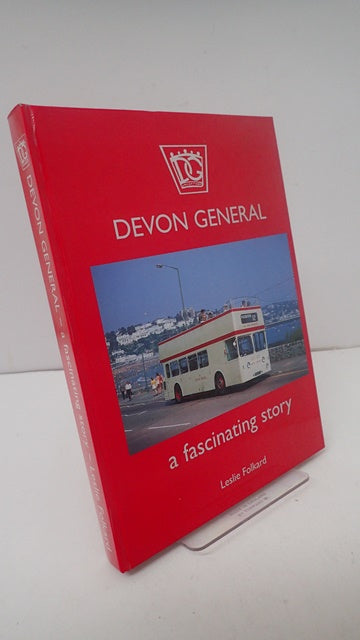 DG
DEVON GENERAL
a fascinating story
Leslie Folkard
DEVON GENERAL – a fascinating story – Leslie Folkard